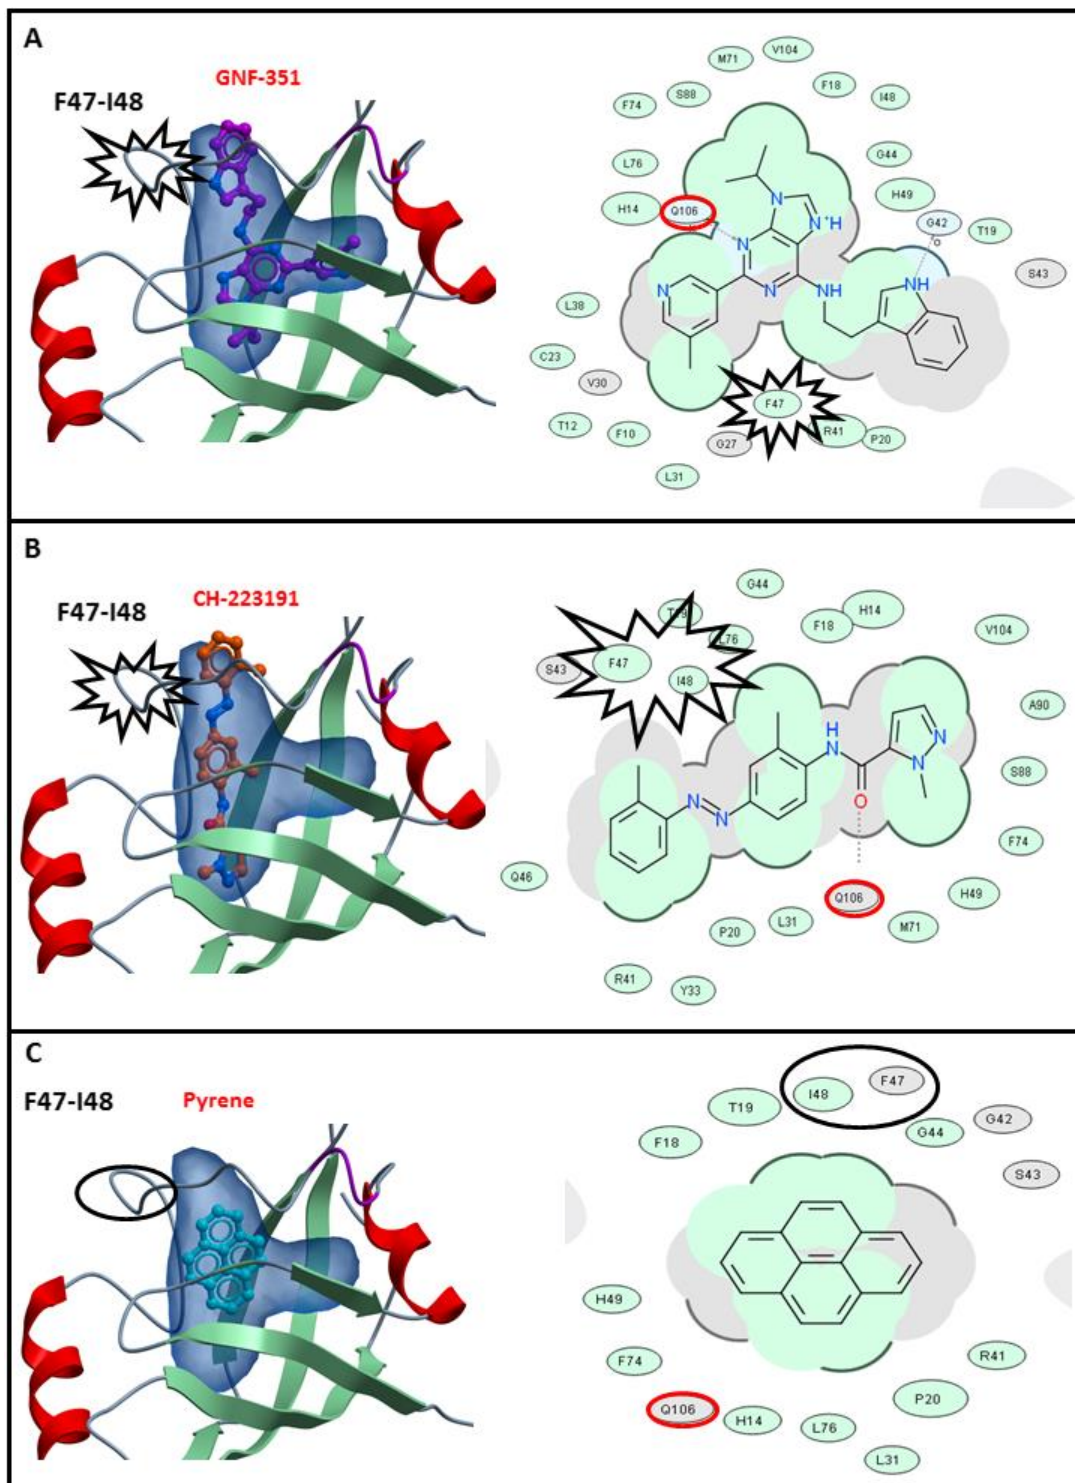 A
GNF-351
F47-I48
V104
M71
F18
S88
I48
F74
G44
L76
H49
H14
Q106
G42
T19
N
N
N⁺H
S43
N
N
NH
NH
L38
C23
V30
F47
T12
F10
G27
R41
P20
L31
B
CH-223191
F47-I48
G44
T19
L76
F18
H14
V104
S43
F47
I48
A90
H
N
N
N
N
N
O
S88
F74
Q46
Q106
H49
M71
L31
P20
R41
Y33
C
F47-I48
Pyrene
F47
I48
T19
G42
G44
F18
S43
H49
F74
R41
P20
Q106
H14
L76
L31